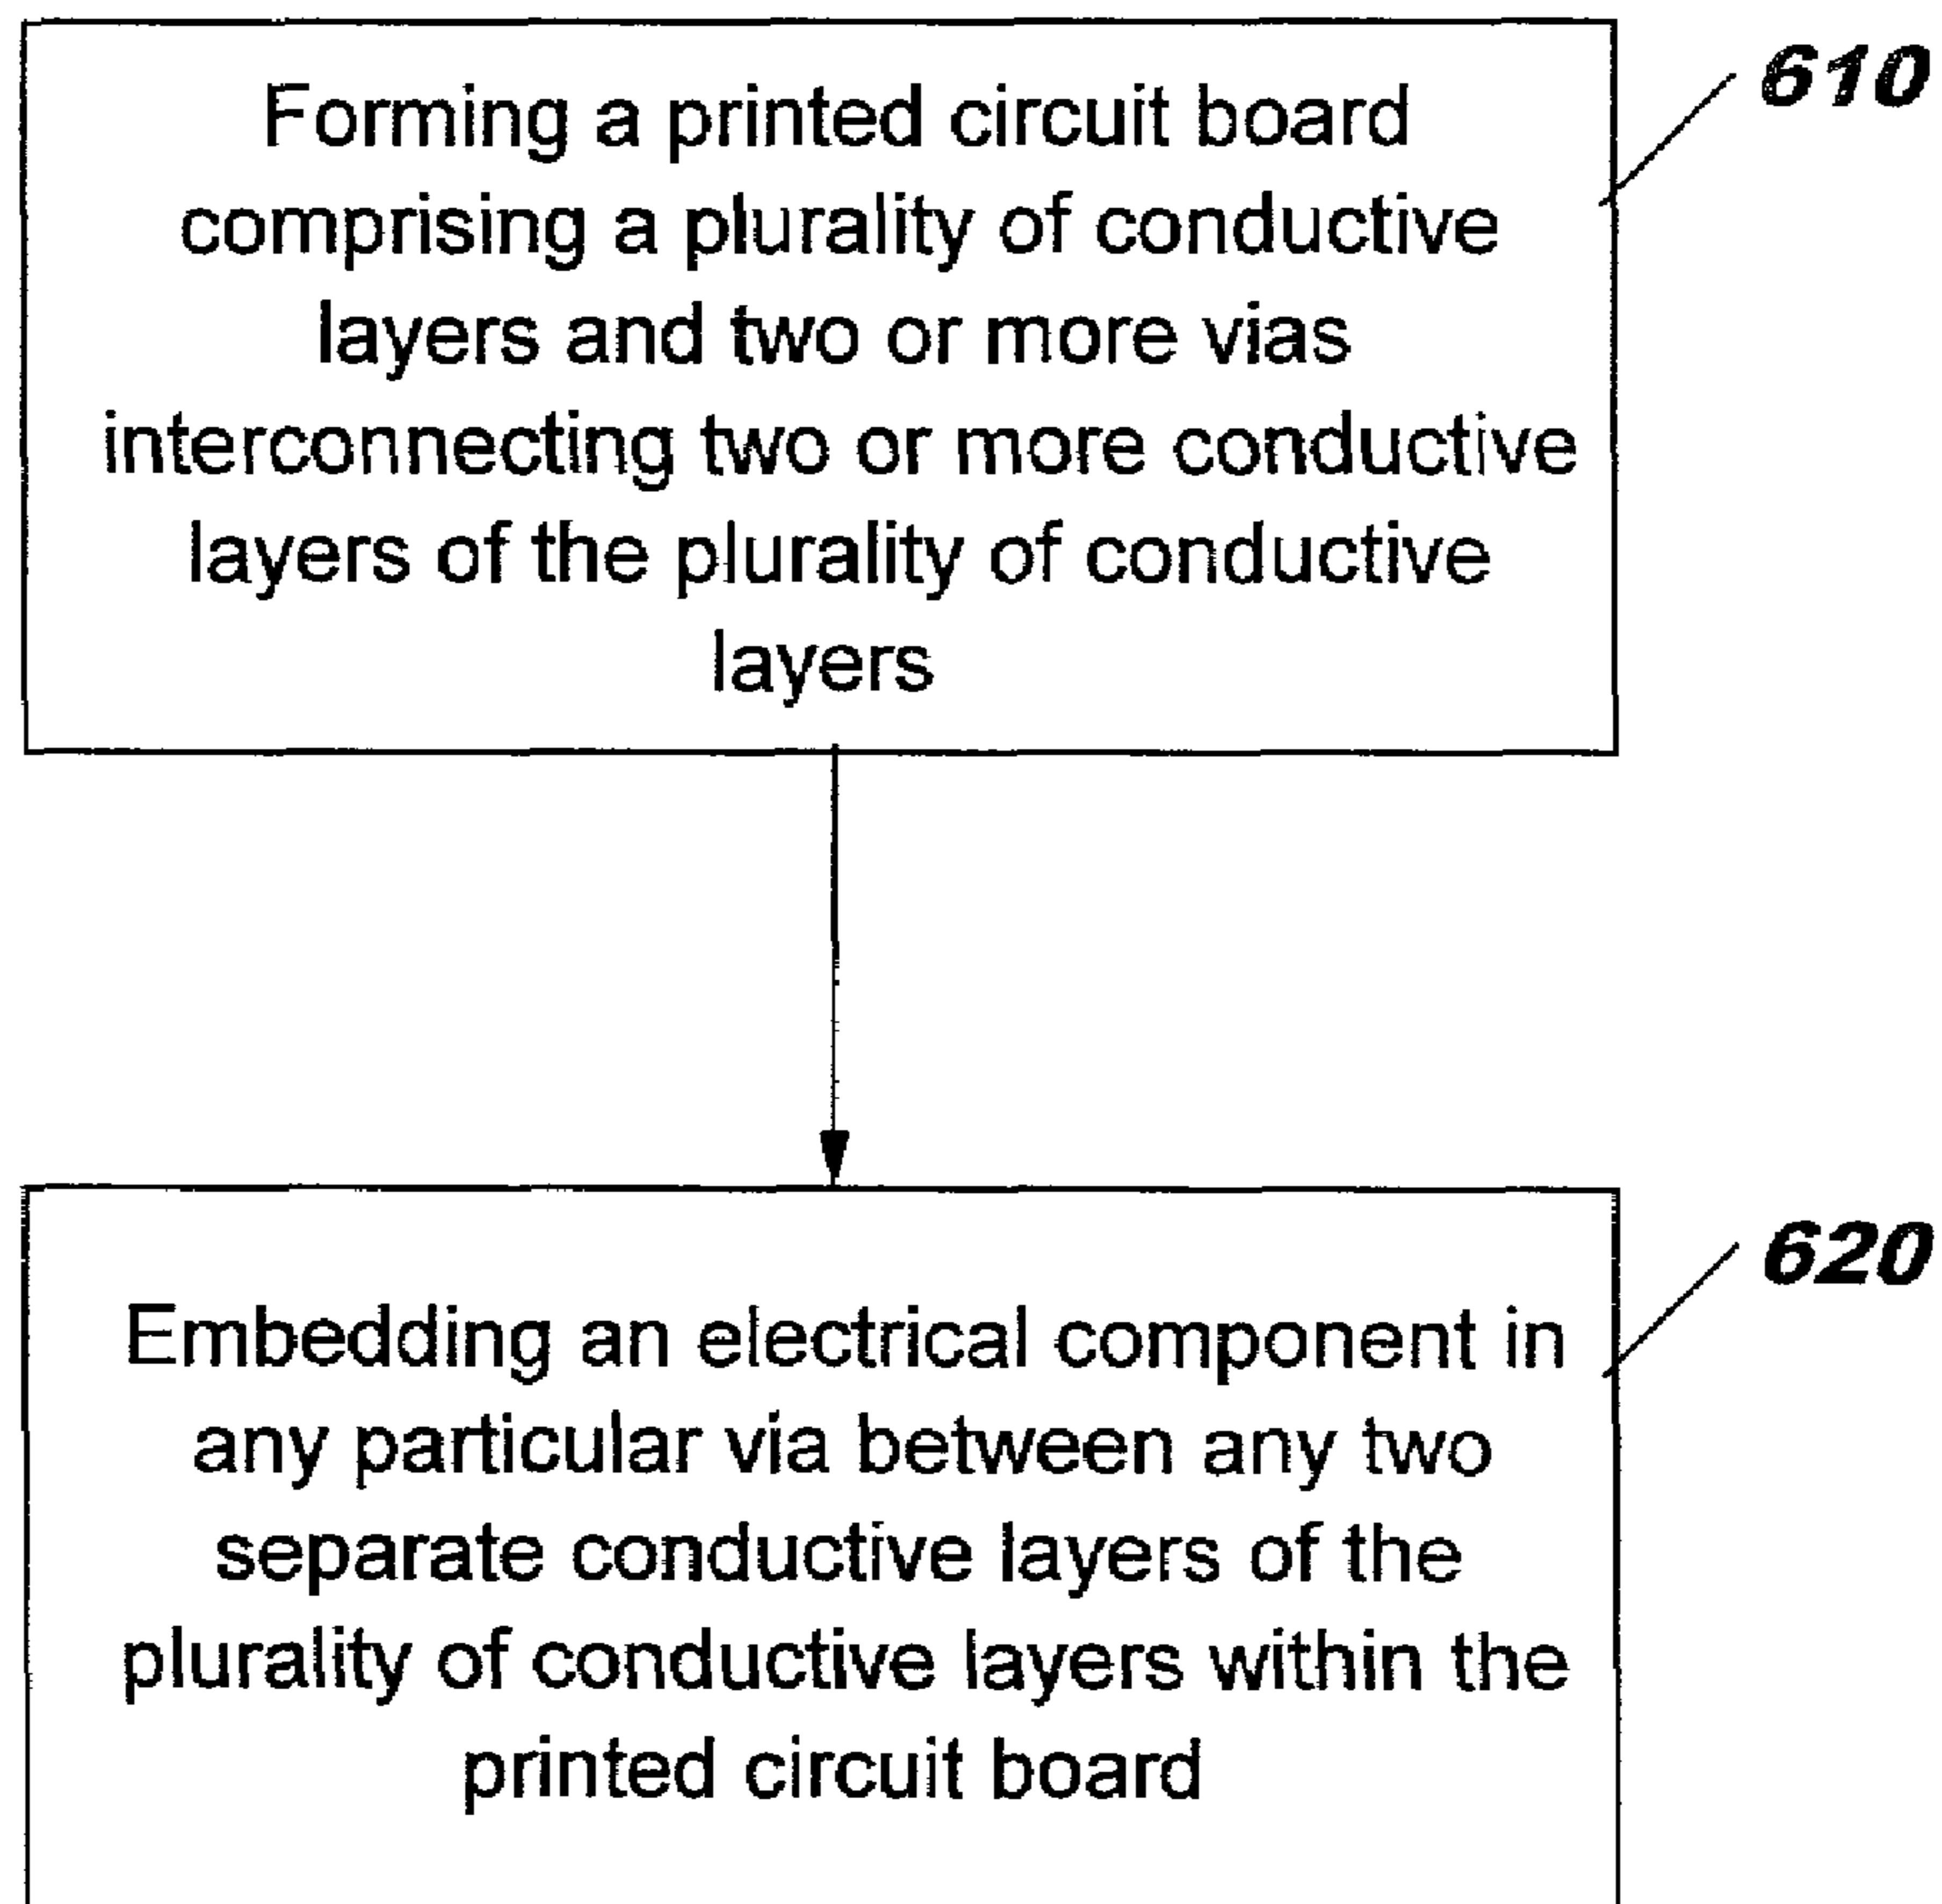 Forming a printed circuit board
comprising a plurality of conductive
layers and two or more vias
interconnecting two or more conductive
layers of the plurality of conductive
layers
610
Embedding an electrical component in
any particular via between any two
separate conductive layers of the
plurality of conductive layers within the
printed circuit board
620